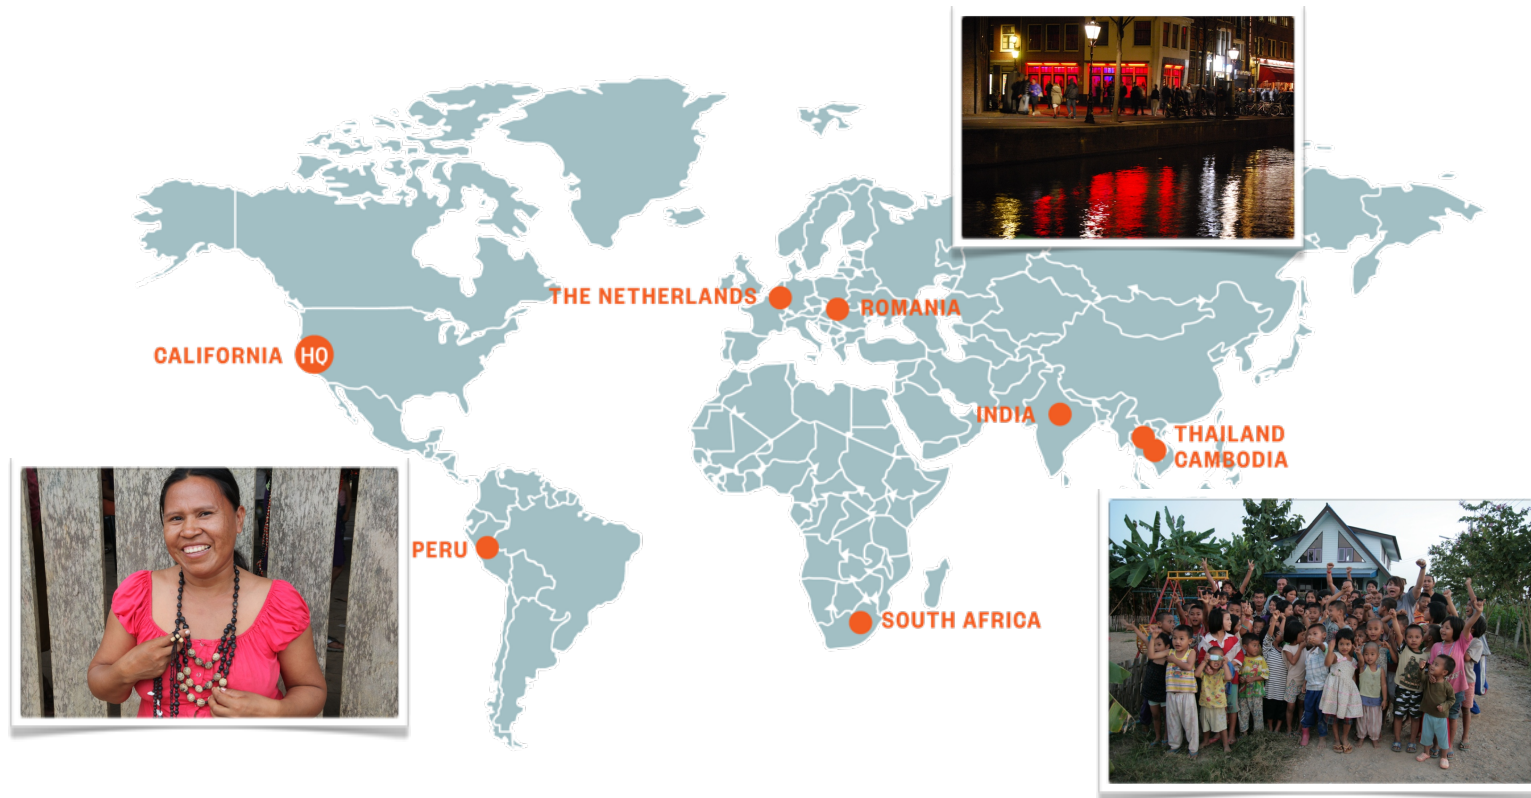 THE NETHERLANDS
ROMANIA
CALIFORNIA
HQ
INDIA
THAILAND
CAMBODIA
PERU
SOUTH AFRICA